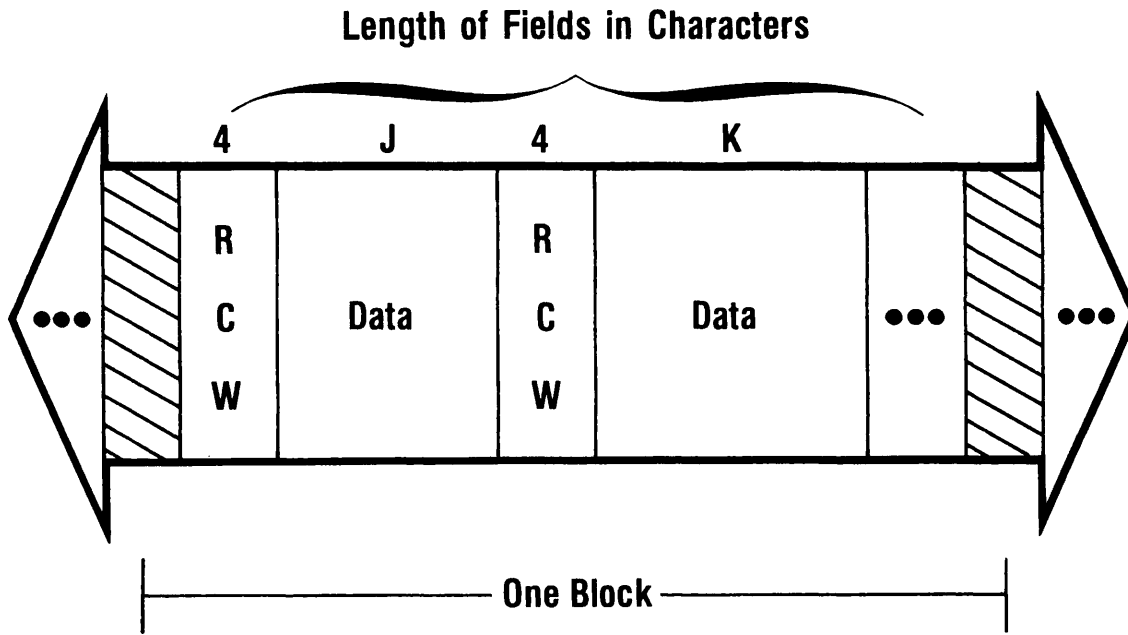 Length of Fields in Characters
4 J 4 K
R R
C Data C Data
W W
One Block